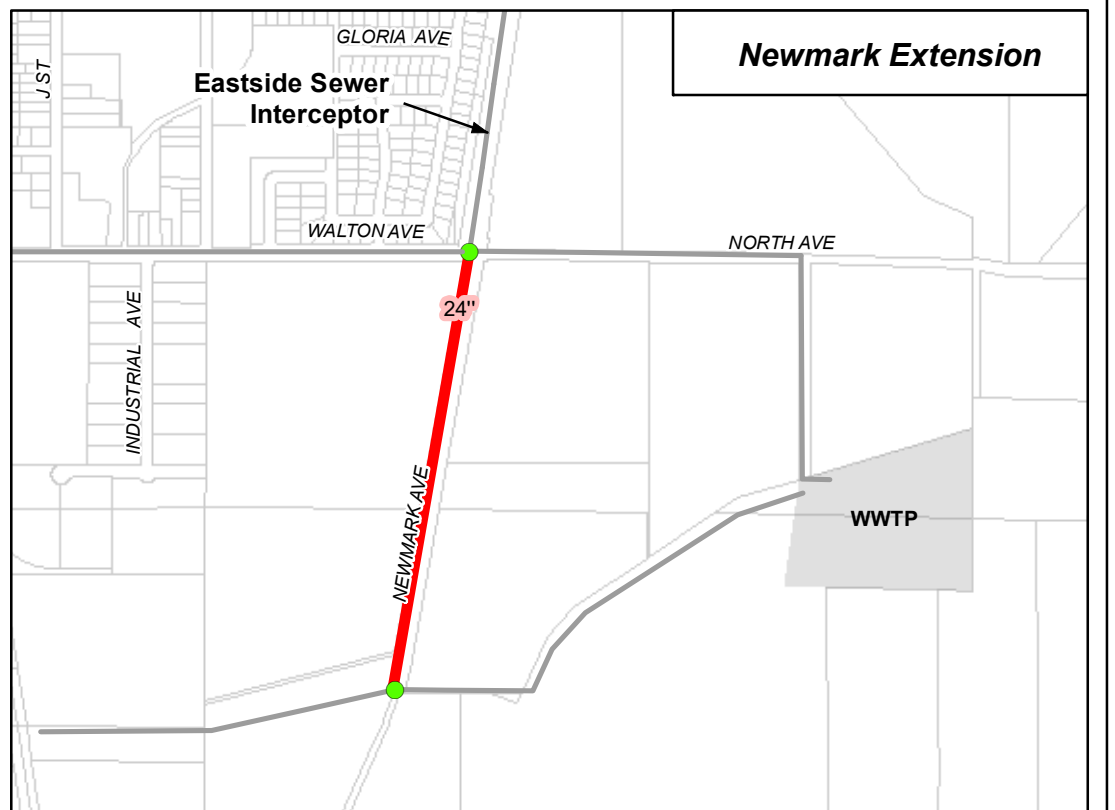 Newmark Extension
GLORIA AVE
J ST
Eastside Sewer
Interceptor
WALTON AVE
NORTH AVE
24"
INDUSTRIAL AVE
NEWMARK AVE
WWTP